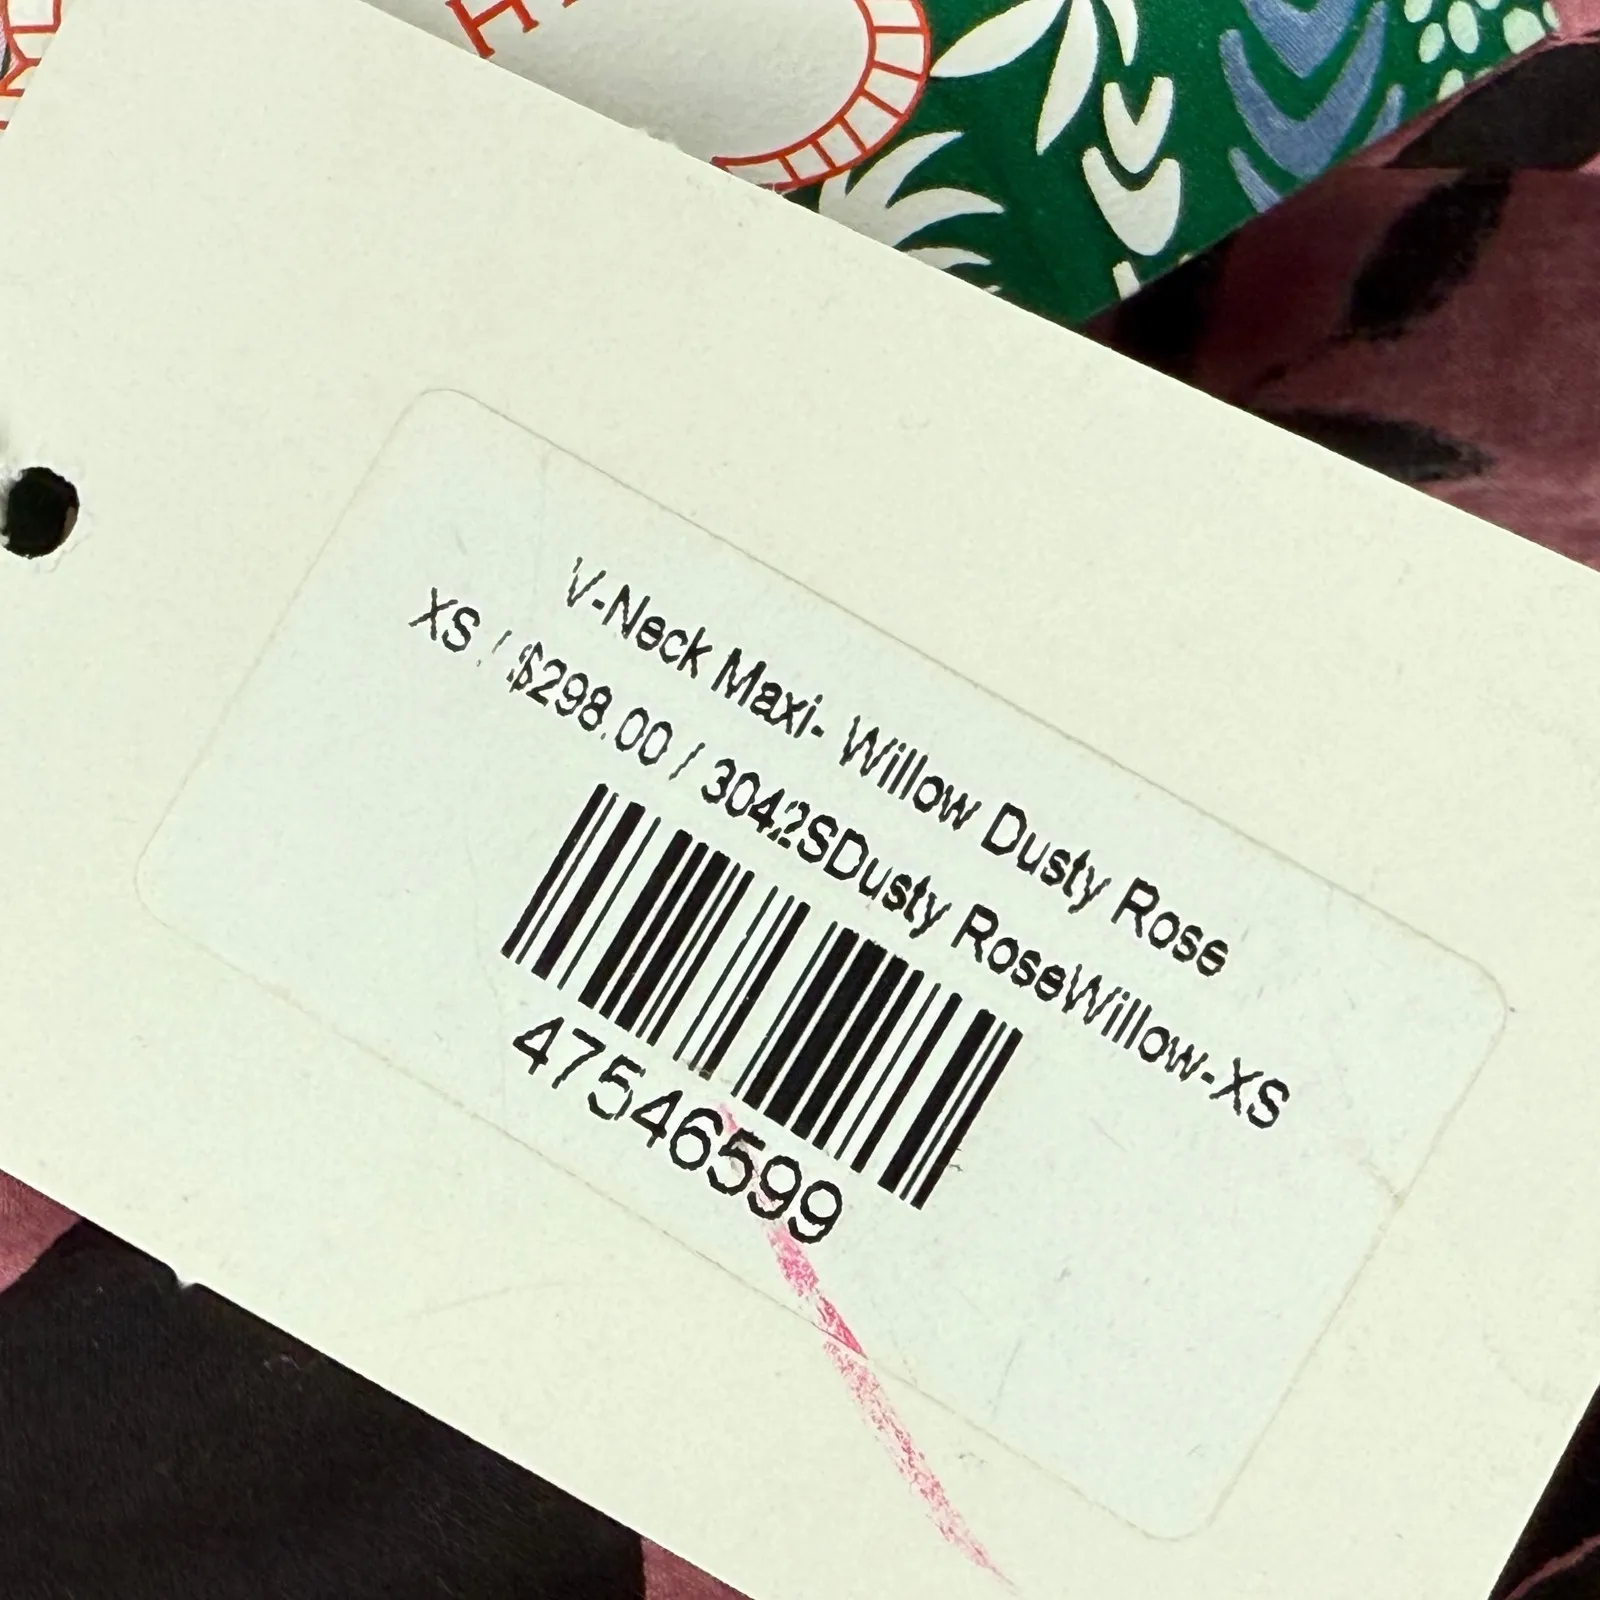 V-Neck Maxi- Willow Dusty Rose
XS / $298.00 / 3042SDusty RoseWillow-XS
47546599